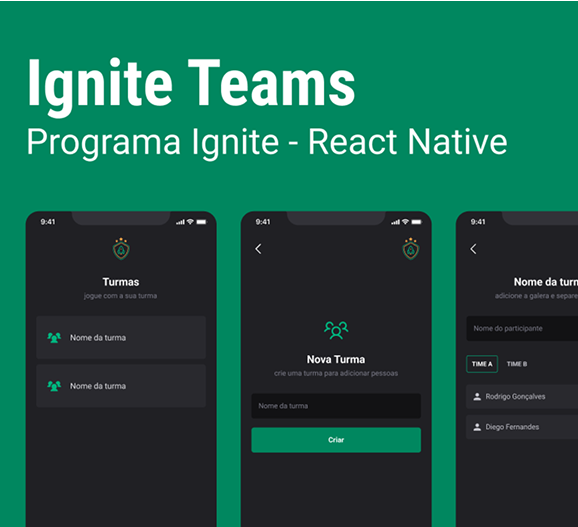 Ignite Teams
Programa Ignite - React Native
9:41
Turmas
jogue com a sua turma
Nome da turma
Nome da turma
9:41
Nova Turma
crie uma turma para adicionar pessoas
Nome da turma
Criar
9:41
Nome da turm
adicione a galera e separe
Nome do participante
TIME A TIME B
Rodrigo Gonçalves
Diego Fernandes